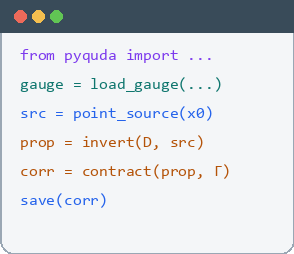 from pyquda import ...
gauge = load_gauge(...)
src = point_source(x0)
prop = invert(D, src)
corr = contract(prop, Γ)
save(corr)